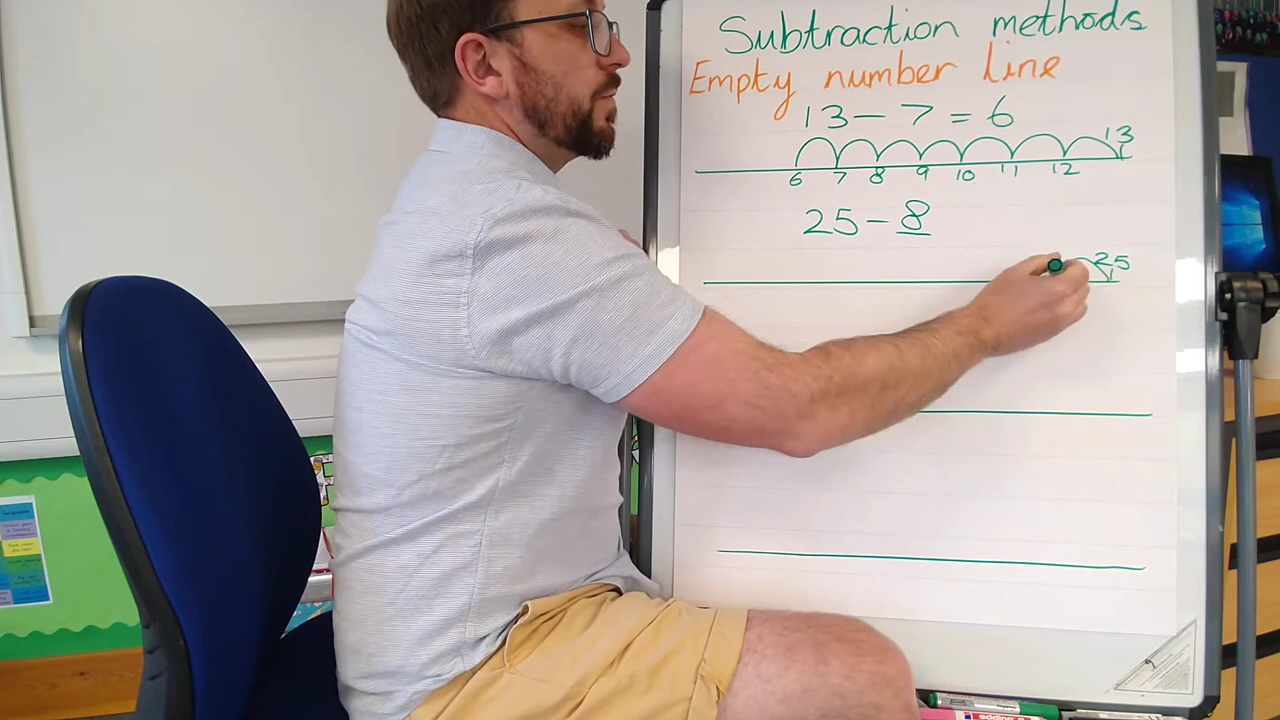 Subtraction methods
Empty number line
13 - 7 = 6
13
6 7 8 9 10 11 12
25 - 8
25
edding